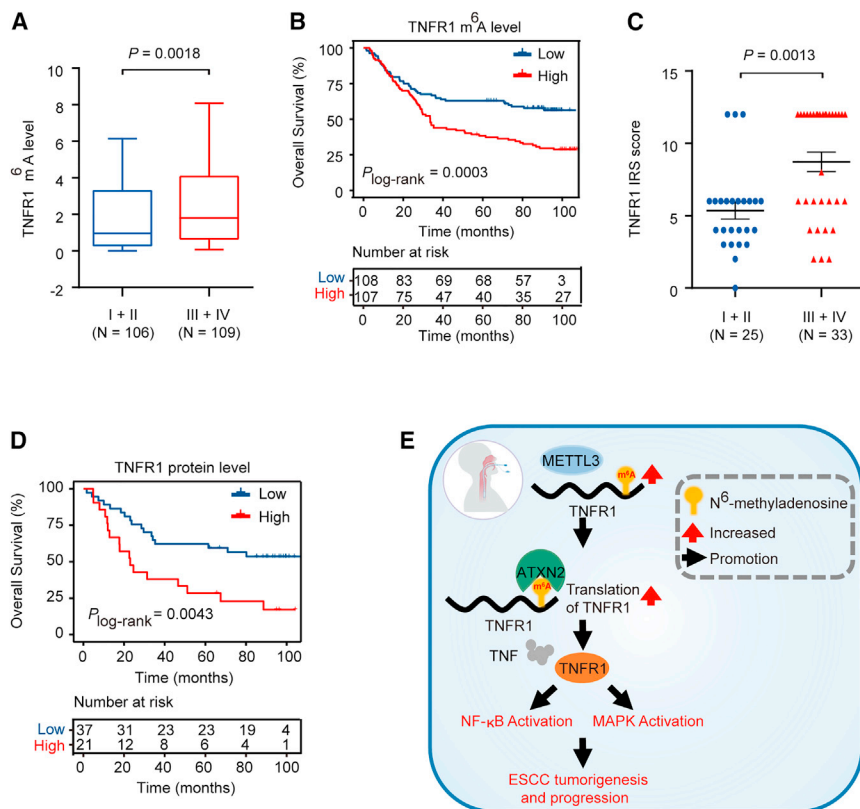 A
P = 0.0018
TNFR1 m6A level
10
8
6
4
2
0
-2
I + II
(N = 106)
III + IV
(N = 109)
B
TNFR1 m6A level
Overall Survival (%)
100
75
50
25
0
Low
High
Plog-rank = 0.0003
0 20 40 60 80 100
Time (months)
Number at risk
Low 108 83 69 68 57 3
High 107 75 47 40 35 27
0 20 40 60 80 100
Time (months)
C
P = 0.0013
TNFR1 IRS score
15
10
5
0
I + II
(N = 25)
III + IV
(N = 33)
D
TNFR1 protein level
Overall Survival (%)
100
75
50
25
0
Low
High
Plog-rank = 0.0043
0 20 40 60 80 100
Time (months)
Number at risk
Low 37 31 23 23 19 4
High 21 12 8 6 4 1
0 20 40 60 80 100
Time (months)
E
METTL3
m6A
TNFR1
N6-methyladenosine
Increased
Promotion
ATXN2
m6A
TNFR1
Translation
of TNFR1
TNF
TNFR1
NF-κB Activation
MAPK Activation
ESCC tumorigenesis
and progression